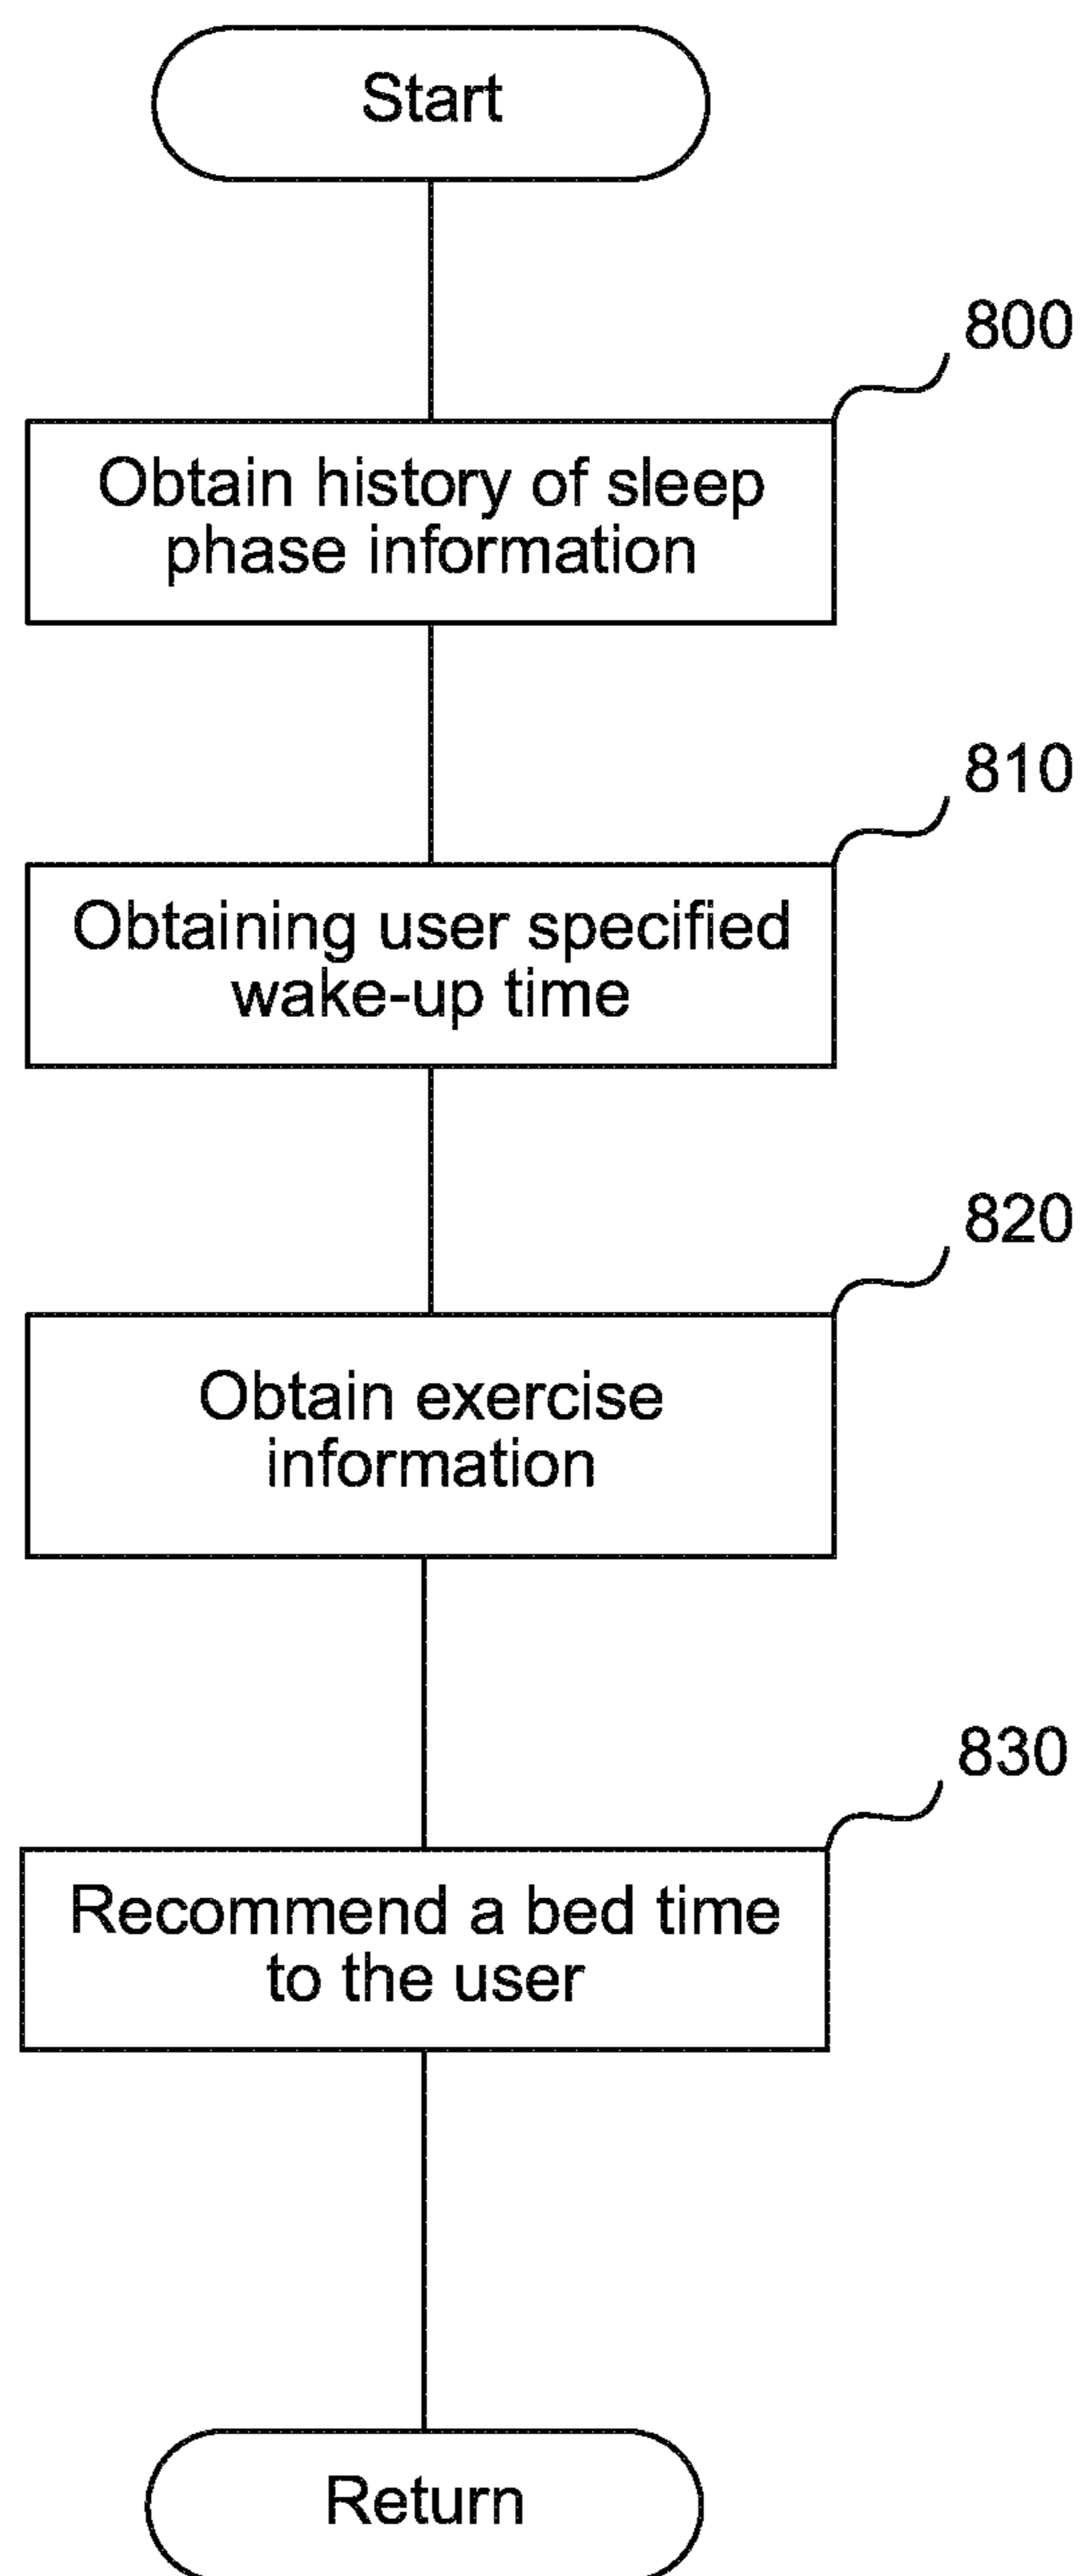 Start
800
Obtain history of sleep
phase information
810
Obtaining user specified
wake-up time
820
Obtain exercise
information
830
Recommend a bed time
to the user
Return